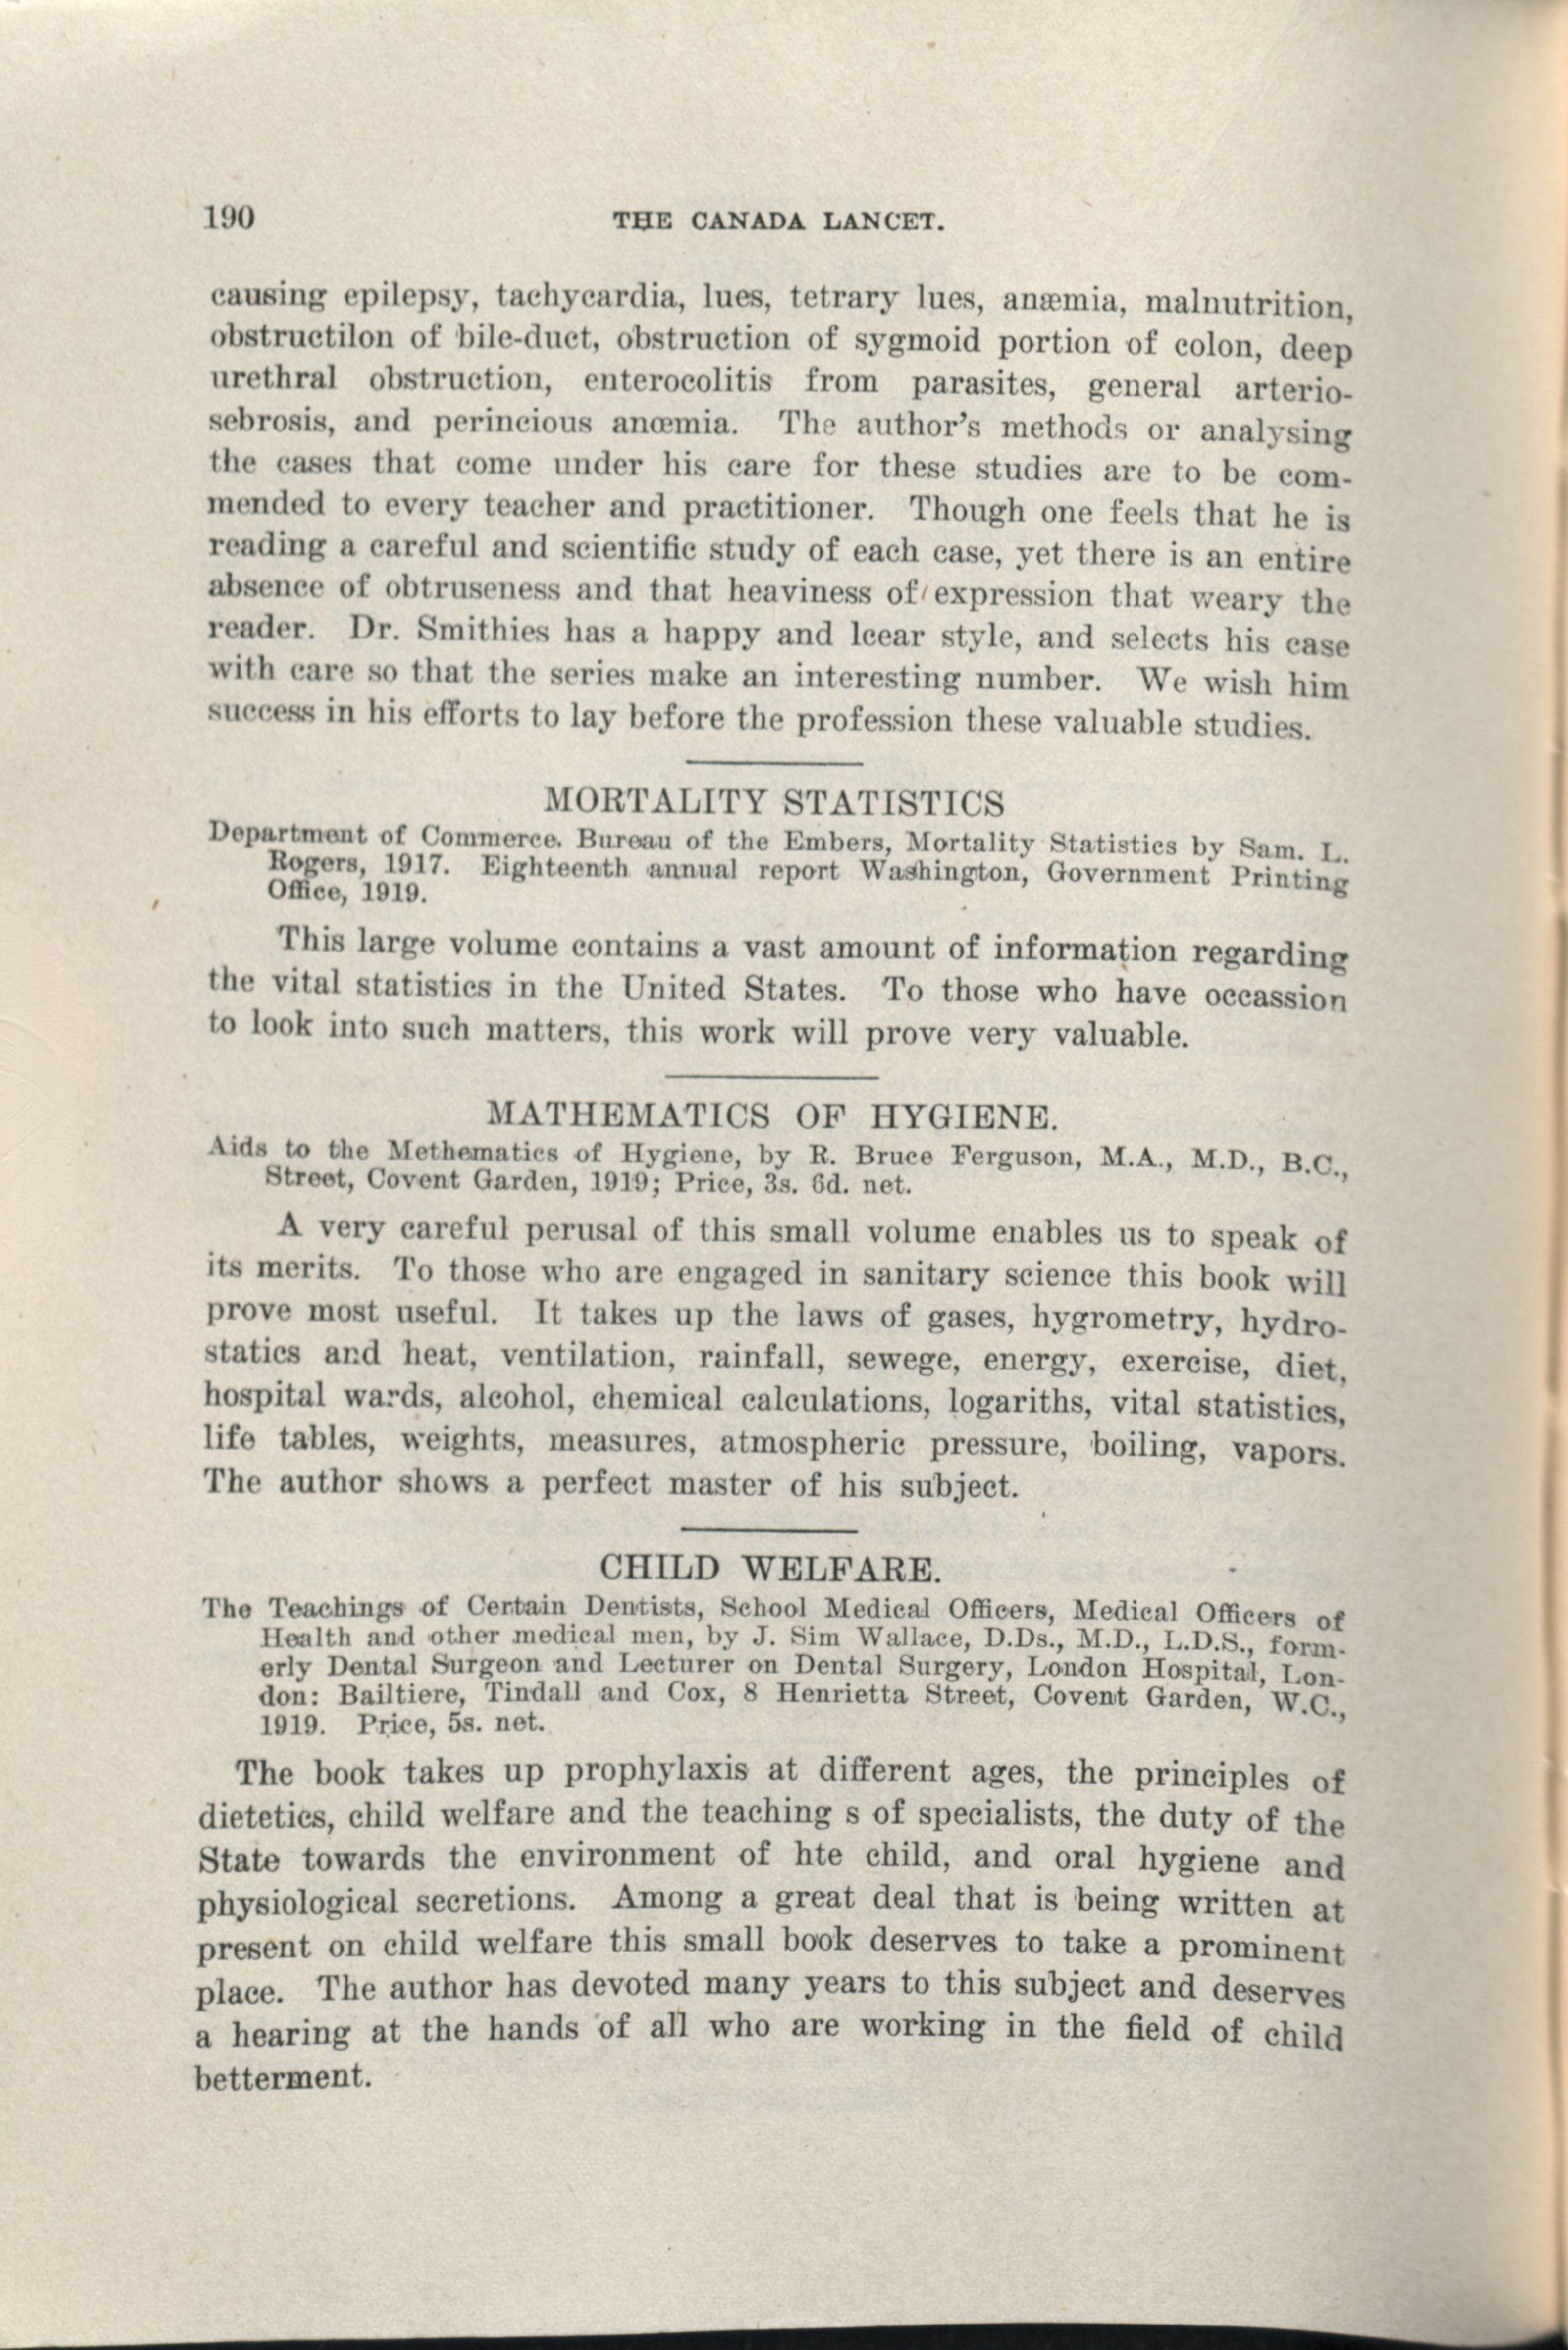 190
THE CANADA LANCET.
causing epilepsy, tachycardia, lues, tetrary lues, anæmia, malnutrition,
obstructilon of bile-duct, obstruction of sygmoid portion of colon, deep
urethral obstruction, enterocolitis from parasites, general arterio-
sebrosis, and perincious anœmia. The author's methods or analysing
the cases that come under his care for these studies are to be com-
mended to every teacher and practitioner. Though one feels that he is
reading a careful and scientific study of each case, yet there is an entire
absence of obtruseness and that heaviness of expression that weary the
reader. Dr. Smithies has a happy and lcear style, and selects his case
with care so that the series make an interesting number. We wish him
success in his efforts to lay before the profession these valuable studies.
MORTALITY STATISTICS
Department of Commerce. Bureau of the Embers, Mortality Statistics by Sam. L.
Rogers, 1917. Eighteenth annual report Washington, Government Printing
Office, 1919.
This large volume contains a vast amount of information regarding
the vital statistics in the United States. To those who have occassion
to look into such matters, this work will prove very valuable.
MATHEMATICS OF HYGIENE.
Aids to the Methematics of Hygiene, by R. Bruce Ferguson, M.A., M.D., B.C.,
Street, Covent Garden, 1919; Price, 3s. 6d. net.
A very careful perusal of this small volume enables us to speak of
its merits. To those who are engaged in sanitary science this book will
prove most useful. It takes up the laws of gases, hygrometry, hydro-
statics and heat, ventilation, rainfall, sewege, energy, exercise, diet,
hospital wards, alcohol, chemical calculations, logariths, vital statistics,
life tables, weights, measures, atmospheric pressure, boiling, vapors.
The author shows a perfect master of his subject.
CHILD WELFARE.
The Teachings of Certain Dentists, School Medical Officers, Medical Officers of
Health and other medical men, by J. Sim Wallace, D.Ds., M.D., L.D.S., form-
erly Dental Surgeon and Lecturer on Dental Surgery, London Hospital, Lon-
don: Bailtiere, Tindall and Cox, 8 Henrietta Street, Covent Garden, W.C.,
1919. Price, 5s. net.
The book takes up prophylaxis at different ages, the principles of
dietetics, child welfare and the teaching s of specialists, the duty of the
State towards the environment of hte child, and oral hygiene and
physiological secretions. Among a great deal that is being written at
present on child welfare this small book deserves to take a prominent
place. The author has devoted many years to this subject and deserves
a hearing at the hands of all who are working in the field of child
betterment.